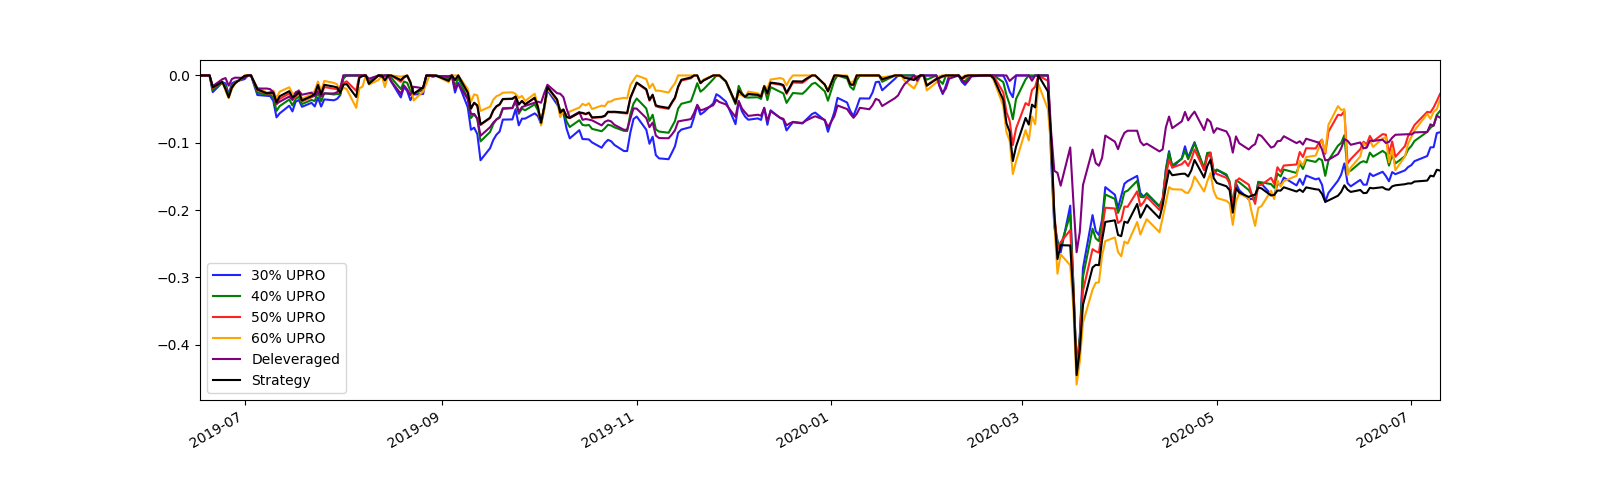 0.0
−0.1
−0.2
−0.3
−0.4
30% UPRO
40% UPRO
50% UPRO
60% UPRO
Deleveraged
Strategy
2019-07
2019-09
2019-11
2020-01
2020-03
2020-05
2020-07